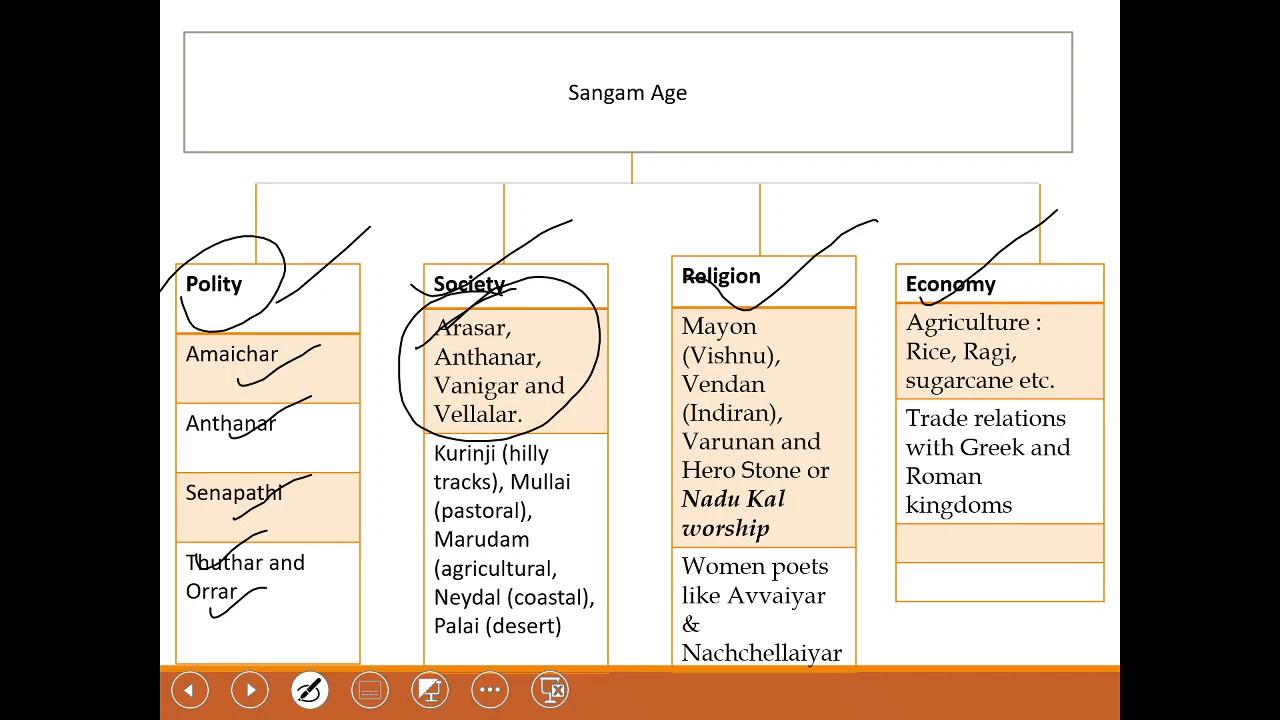 Sangam Age
Polity
Amaichar
Anthanar
Senapathi
Thuthar and
Orrar
Society
Arasar,
Anthanar,
Vanigar and
Vellalar.
Kurinji (hilly
tracks), Mullai
(pastoral),
Marudam
(agricultural,
Neydal (coastal),
Palai (desert)
Religion
Mayon
(Vishnu),
Vendan
(Indiran),
Varunan and
Hero Stone or
Nadu Kal
worship
Women poets
like Avvaiyar
&
Nachchellaiyar
Economy
Agriculture :
Rice, Ragi,
sugarcane etc.
Trade relations
with Greek and
Roman
kingdoms